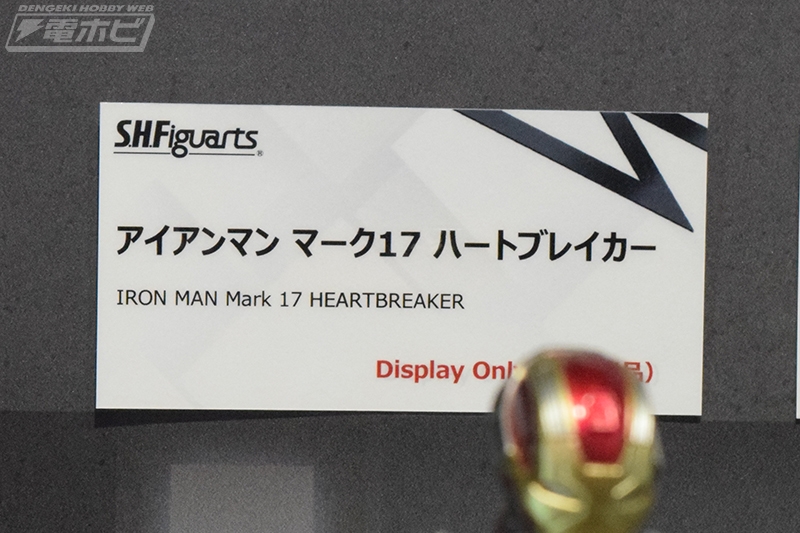 DENGEKI HOBBY WEB
電ホビ
S.H.Figuarts
アイアンマン マーク17 ハートブレイカー
IRON MAN Mark 17 HEARTBREAKER
Display Only